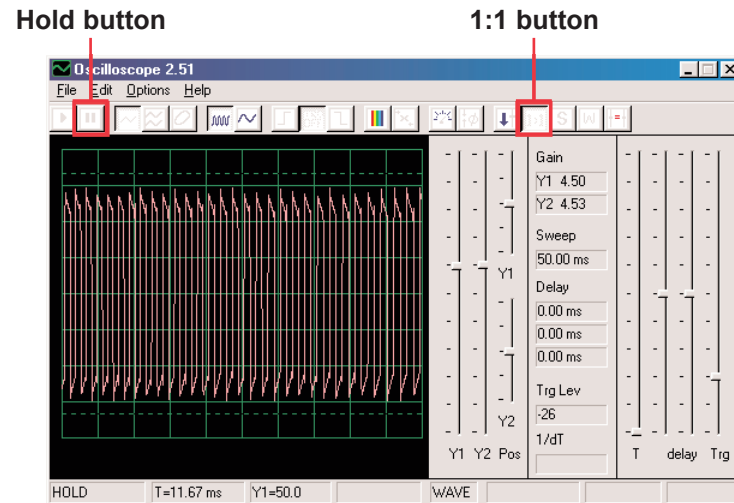 Hold button
1:1 button
Oscilloscope 2.51
File Edit Options Help
Gain
Y1 4.50
Y2 4.53
Sweep
50.00 ms
Delay
0.00 ms
0.00 ms
0.00 ms
Trg Lev
-26
1/dT
Y1
Y2
Y1 Y2 Pos
T delay Trg
HOLD T=11.67 ms Y1=50.0 WAVE